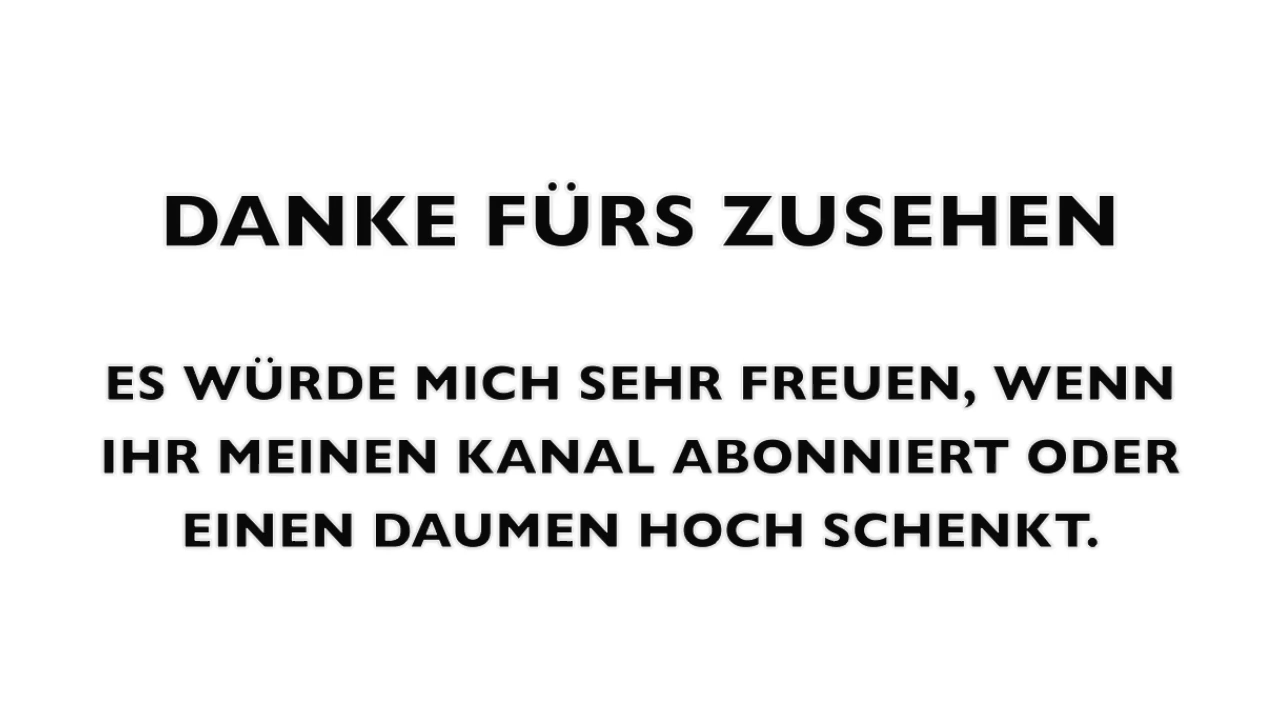 DANKE FÜRS ZUSEHEN
ES WÜRDE MICH SEHR FREUEN, WENN
IHR MEINEN KANAL ABONNIERT ODER
EINEN DAUMEN HOCH SCHENKT.